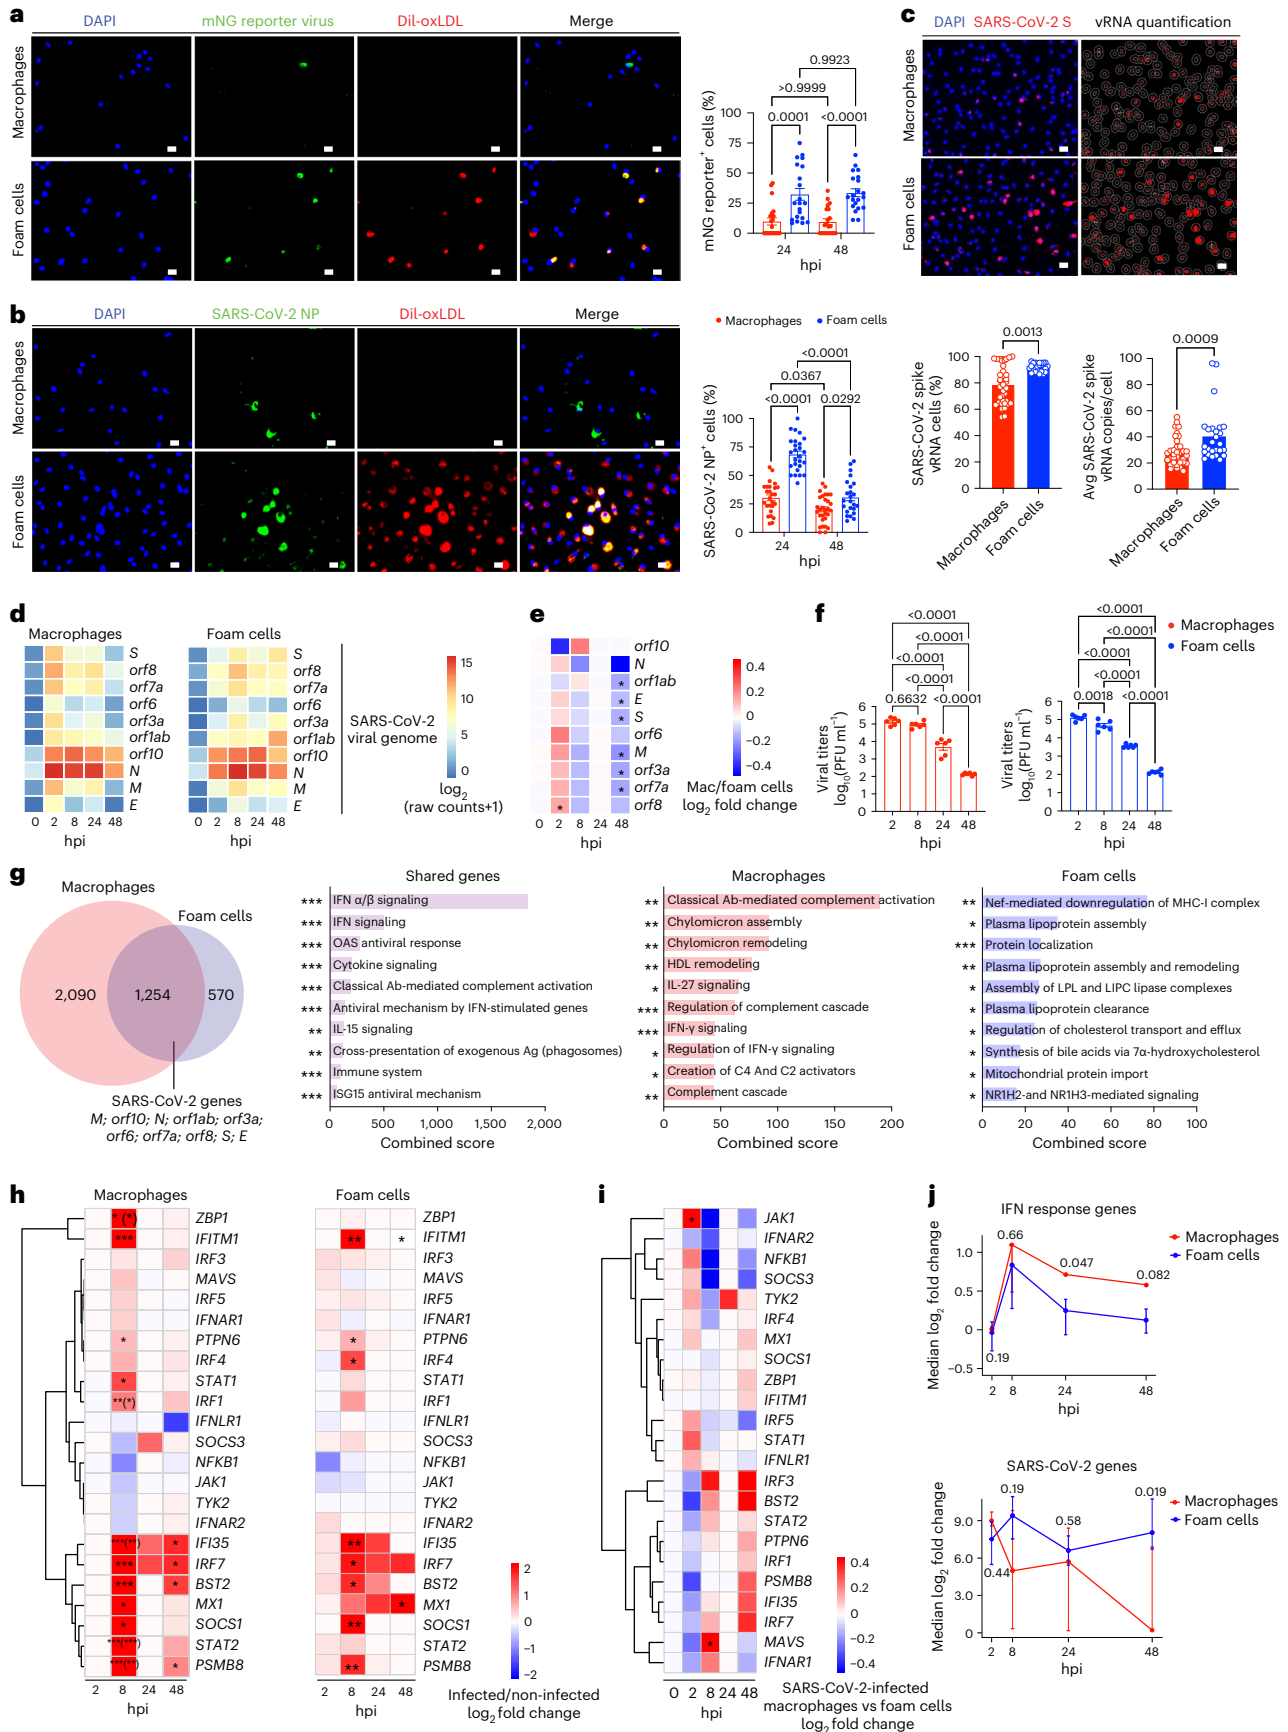 a
DAPI
mNG reporter virus
Dil-oxLDL
Merge
Macrophages
Foam cells
mNG reporter+ cells (%)
100
75
50
25
0
0.9923
>0.9999
0.0001
<0.0001
24
48
hpi
b
DAPI
SARS-CoV-2 NP
Dil-oxLDL
Merge
Macrophages
Foam cells
Macrophages
Foam cells
SARS-CoV-2 NP+ cells (%)
100
75
50
25
0
<0.0001
0.0367
<0.0001
0.0292
24
48
hpi
c
DAPI SARS-CoV-2 S
vRNA quantification
Macrophages
Foam cells
SARS-CoV-2 spike
vRNA cells (%)
100
80
60
40
20
0
0.0013
Macrophages
Foam cells
Avg SARS-CoV-2 spike
vRNA copies/cell
100
80
60
40
20
0
0.0009
Macrophages
Foam cells
d
Macrophages
Foam cells
S
orf8
orf7a
orf6
orf3a
orf1ab
orf10
N
M
E
0 2 8 24 48
hpi
S
orf8
orf7a
orf6
orf3a
orf1ab
orf10
N
M
E
0 2 8 24 48
hpi
SARS-CoV-2
viral genome
15
10
5
0
log2
(raw counts+1)
e
orf10
N
orf1ab
*
E
*
S
*
orf6
M
*
orf3a
*
orf7a
*
orf8
*
0 2 8 24 48
hpi
0.4
0.2
0
−0.2
−0.4
Mac/foam cells
log2 fold change
f
Viral titers
log10(PFU ml−1)
6
5
4
3
2
1
0
<0.0001
<0.0001
<0.0001
<0.0001
0.6632
<0.0001
2 8 24 48
hpi
Viral titers
log10(PFU ml−1)
6
5
4
3
2
1
0
<0.0001
<0.0001
<0.0001
<0.0001
0.0018
<0.0001
2 8 24 48
hpi
Macrophages
Foam cells
g
Macrophages
Foam cells
2,090
1,254
570
SARS-CoV-2 genes
M; orf10; N; orf1ab; orf3a;
orf6; orf7a; orf8; S; E
Shared genes
*** IFN α/β signaling
*** IFN signaling
*** OAS antiviral response
*** Cytokine signaling
*** Classical Ab-mediated complement activation
*** Antiviral mechanism by IFN-stimulated genes
** IL-15 signaling
** Cross-presentation of exogenous Ag (phagosomes)
*** Immune system
*** ISG15 antiviral mechanism
0 500 1,000 1,500 2,000
Combined score
Macrophages
** Classical Ab-mediated complement activation
** Chylomicron assembly
** Chylomicron remodeling
** HDL remodeling
* IL-27 signaling
*** Regulation of complement cascade
*** IFN-γ signaling
* Regulation of IFN-γ signaling
* Creation of C4 And C2 activators
** Complement cascade
0 50 100 150 200
Combined score
Foam cells
** Nef-mediated downregulation of MHC-I complex
* Plasma lipoprotein assembly
*** Protein localization
** Plasma lipoprotein assembly and remodeling
* Assembly of LPL and LIPC lipase complexes
* Plasma lipoprotein clearance
* Regulation of cholesterol transport and efflux
* Synthesis of bile acids via 7α-hydroxycholesterol
* Mitochondrial protein import
* NR1H2-and NR1H3-mediated signaling
0 20 40 60 80 100
Combined score
h
Macrophages
* (*) ZBP1
*** IFITM1
IRF3
MAVS
IRF5
IFNAR1
* PTPN6
IRF4
* STAT1
**(*) IRF1
IFNLR1
SOCS3
NFKB1
JAK1
TYK2
IFNAR2
***(**) * IFI35
*** * IRF7
*** * BST2
* MX1
* SOCS1
***(***) STAT2
***(**) * PSMB8
2 8 24 48
hpi
Foam cells
ZBP1
** * IFITM1
IRF3
MAVS
IRF5
IFNAR1
* PTPN6
* IRF4
STAT1
IRF1
IFNLR1
SOCS3
NFKB1
JAK1
TYK2
IFNAR2
** IFI35
* IRF7
* BST2
* MX1
** SOCS1
STAT2
** PSMB8
2 8 24 48
hpi
2
1
0
−1
−2
Infected/non-infected
log2 fold change
i
* JAK1
IFNAR2
NFKB1
SOCS3
TYK2
IRF4
MX1
SOCS1
ZBP1
IFITM1
IRF5
STAT1
IFNLR1
IRF3
BST2
STAT2
PTPN6
IRF1
PSMB8
IFI35
IRF7
* MAVS
IFNAR1
0 2 8 24 48
hpi
0.4
0.2
0
−0.2
−0.4
SARS-CoV-2-infected
macrophages vs foam cells
log2 fold change
j
IFN response genes
Median log2 fold change
1.0
0.5
0
−0.5
0.66
0.047
0.082
0.19
Macrophages
Foam cells
2 8 24 48
hpi
SARS-CoV-2 genes
Median log2 fold change
9.0
6.0
3.0
0
0.19
0.58
0.019
0.44
Macrophages
Foam cells
2 8 24 48
hpi